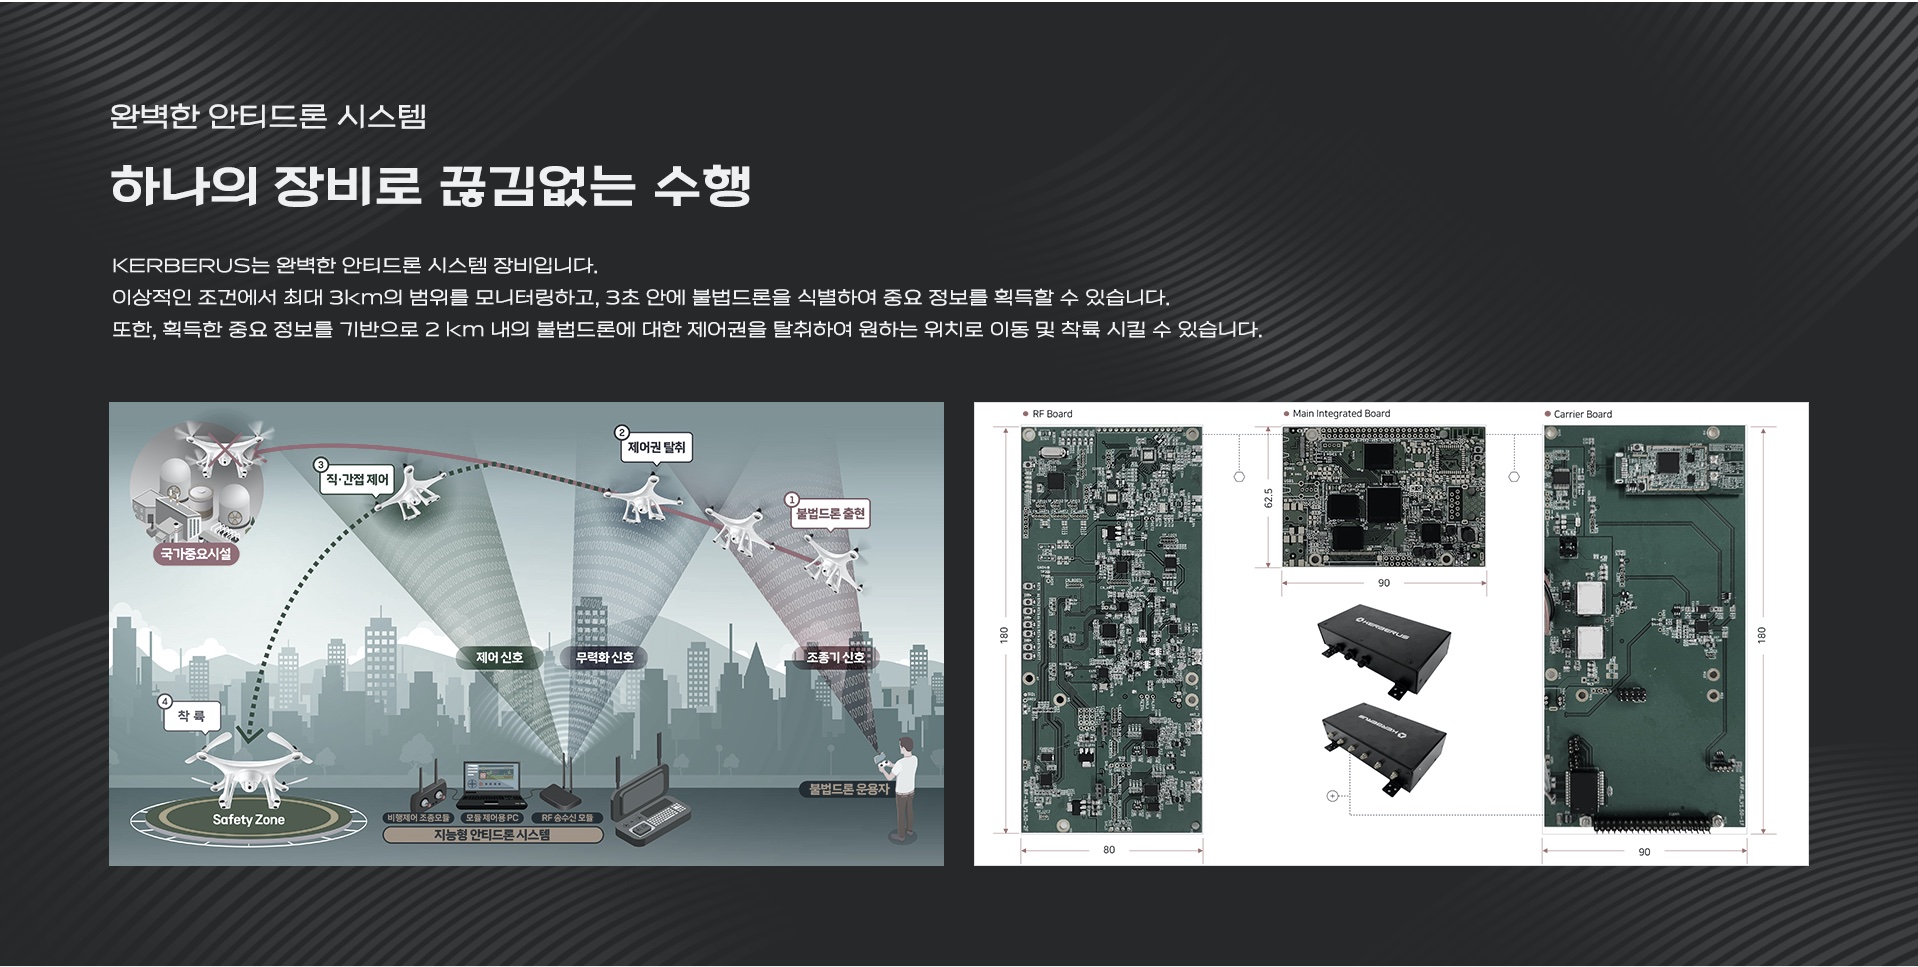 완벽한 안티드론 시스템
하나의 장비로 끊김없는 수행
KERBERUS는 완벽한 안티드론 시스템 장비입니다.
이상적인 조건에서 최대 3km의 범위를 모니터링하고, 3초 안에 불법드론을 식별하여 중요 정보를 획득할 수 있습니다.
또한, 획득한 중요 정보를 기반으로 2 km 내의 불법드론에 대한 제어권을 탈취하여 원하는 위치로 이동 및 착륙 시킬 수 있습니다.
국가중요시설
3
직·간접 제어
2
제어권 탈취
1
불법드론 출현
제어 신호
무력화 신호
조종기 신호
4
착 륙
Safety Zone
비행제어 조종모듈
모듈 제어용 PC
RF 송수신 모듈
지능형 안티드론 시스템
불법드론 운용자
RF Board
180
80
Main Integrated Board
62.5
90
KERBERUS
KERBERUS
Carrier Board
180
90